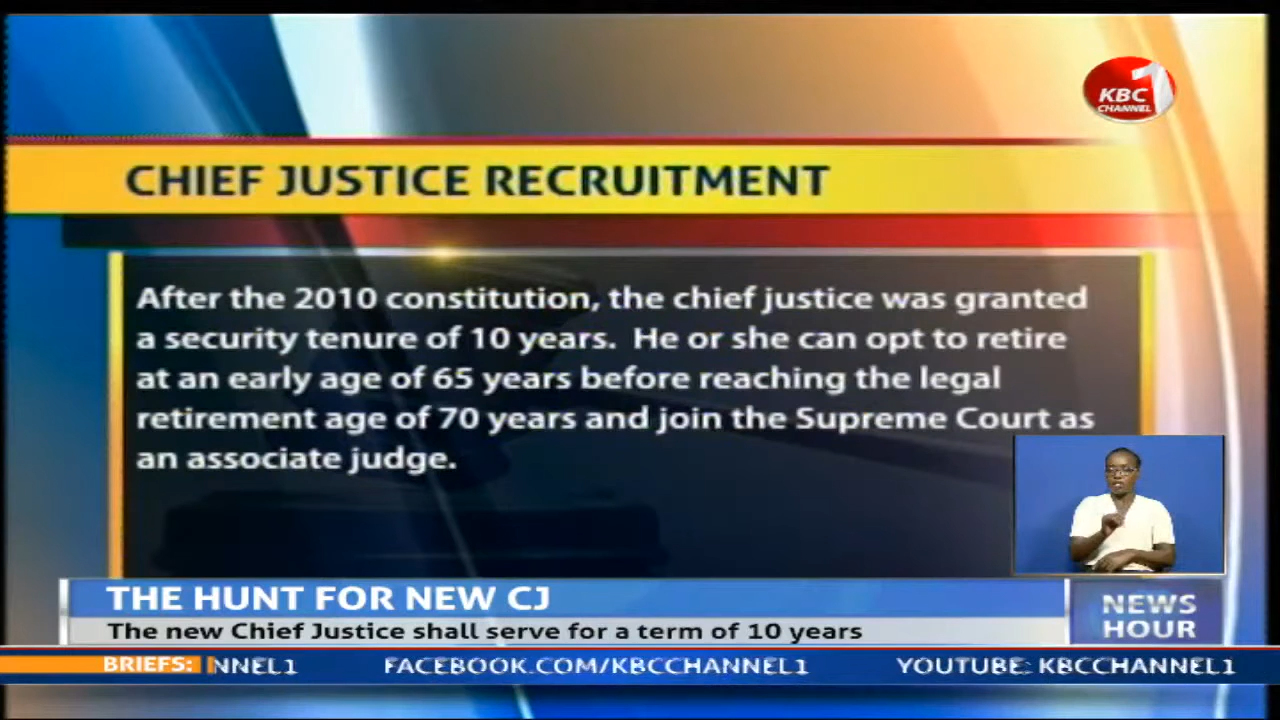 KBC 1
CHANNEL
CHIEF JUSTICE RECRUITMENT
After the 2010 constitution, the chief justice was granted
a security tenure of 10 years. He or she can opt to retire
at an early age of 65 years before reaching the legal
retirement age of 70 years and join the Supreme Court as
an associate judge.
THE HUNT FOR NEW CJ
The new Chief Justice shall serve for a term of 10 years
NEWS
HOUR
BRIEFS: NNEL1 FACEBOOK.COM/KBCCHANNEL1 YOUTUBE: KBCCHANNEL1